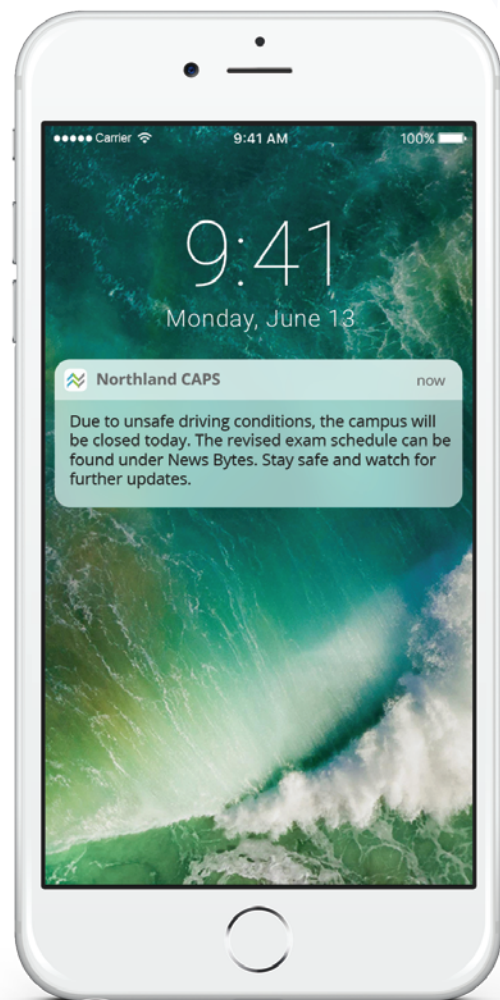 Carrier 9:41 AM 100%
9:41
Monday, June 13
Northland CAPS now
Due to unsafe driving conditions, the campus will
be closed today. The revised exam schedule can be
found under News Bytes. Stay safe and watch for
further updates.